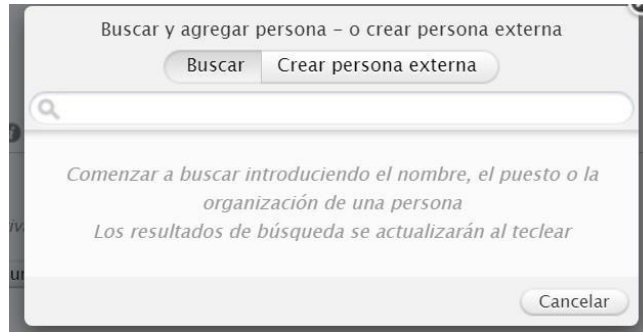 Buscar y agregar persona – o crear persona externa
Buscar
Crear persona externa
Comenzar a buscar introduciendo el nombre, el puesto o la
organización de una persona
Los resultados de búsqueda se actualizarán al teclear
Cancelar